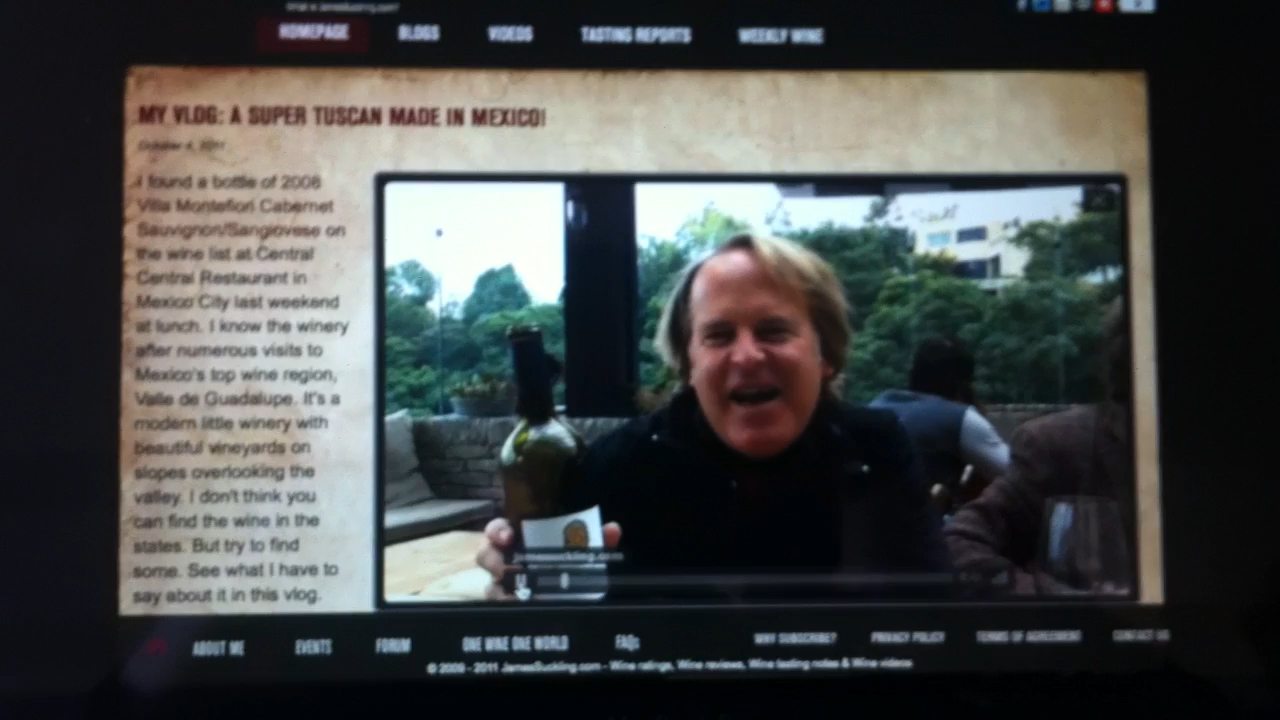 HOMEPAGE BLOGS VIDEOS TASTING REPORTS WEEKLY WINE
MY VLOG: A SUPER TUSCAN MADE IN MEXICO!
October 4, 2011
I found a bottle of 2008
Villa Montefiori Cabernet
Sauvignon/Sangiovese on
the wine list at Central
Central Restaurant in
Mexico City last weekend
at lunch. I know the winery
after numerous visits to
Mexico's top wine region,
Valle de Guadalupe. It's a
modern little winery with
beautiful vineyards on
slopes overlooking the
valley. I don't think you
can find the wine in the
states. But try to find
some. See what I have to
say about it in this vlog.
jamessuckling.com
ABOUT ME EVENTS FORUM ONE WINE ONE WORLD FAQs WHY SUBSCRIBE? PRIVACY POLICY TERMS OF AGREEMENT CONTACT US
© 2009 - 2011 JamesSuckling.com - Wine ratings, Wine reviews, Wine tasting notes & Wine videos